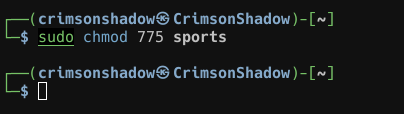 ┌──(crimsonshadow㉿CrimsonShadow)-[~]
└─$ sudo chmod 775 sports
┌──(crimsonshadow㉿CrimsonShadow)-[~]
└─$